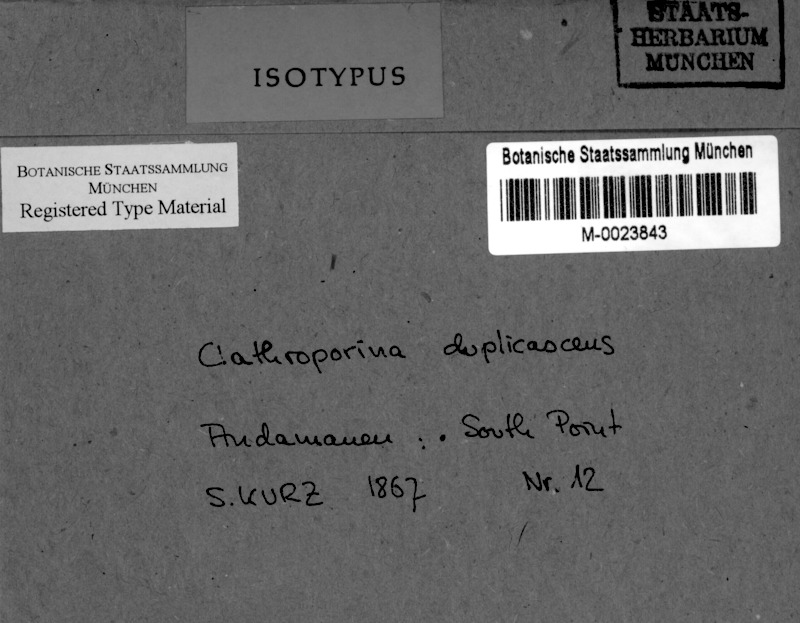 STAATS-
HERBARIUM
MÜNCHEN
ISOTYPUS
BOTANISCHE STAATSSAMMLUNG
MÜNCHEN
Registered Type Material
Botanische Staatssammlung München
M-0023843
Clathroporina duplicascens
Andamanen : . South Point
S. KURZ 1867 Nr. 12